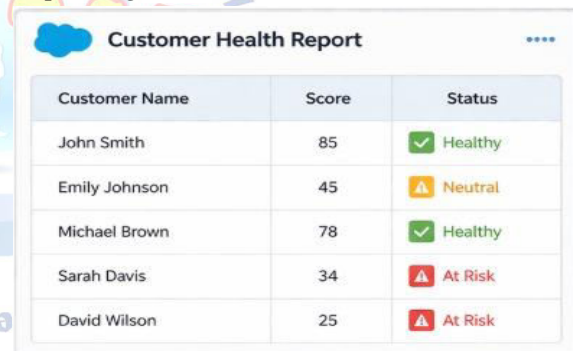 Customer Health Report
Customer Name Score Status
John Smith 85 Healthy
Emily Johnson 45 Neutral
Michael Brown 78 Healthy
Sarah Davis 34 At Risk
David Wilson 25 At Risk